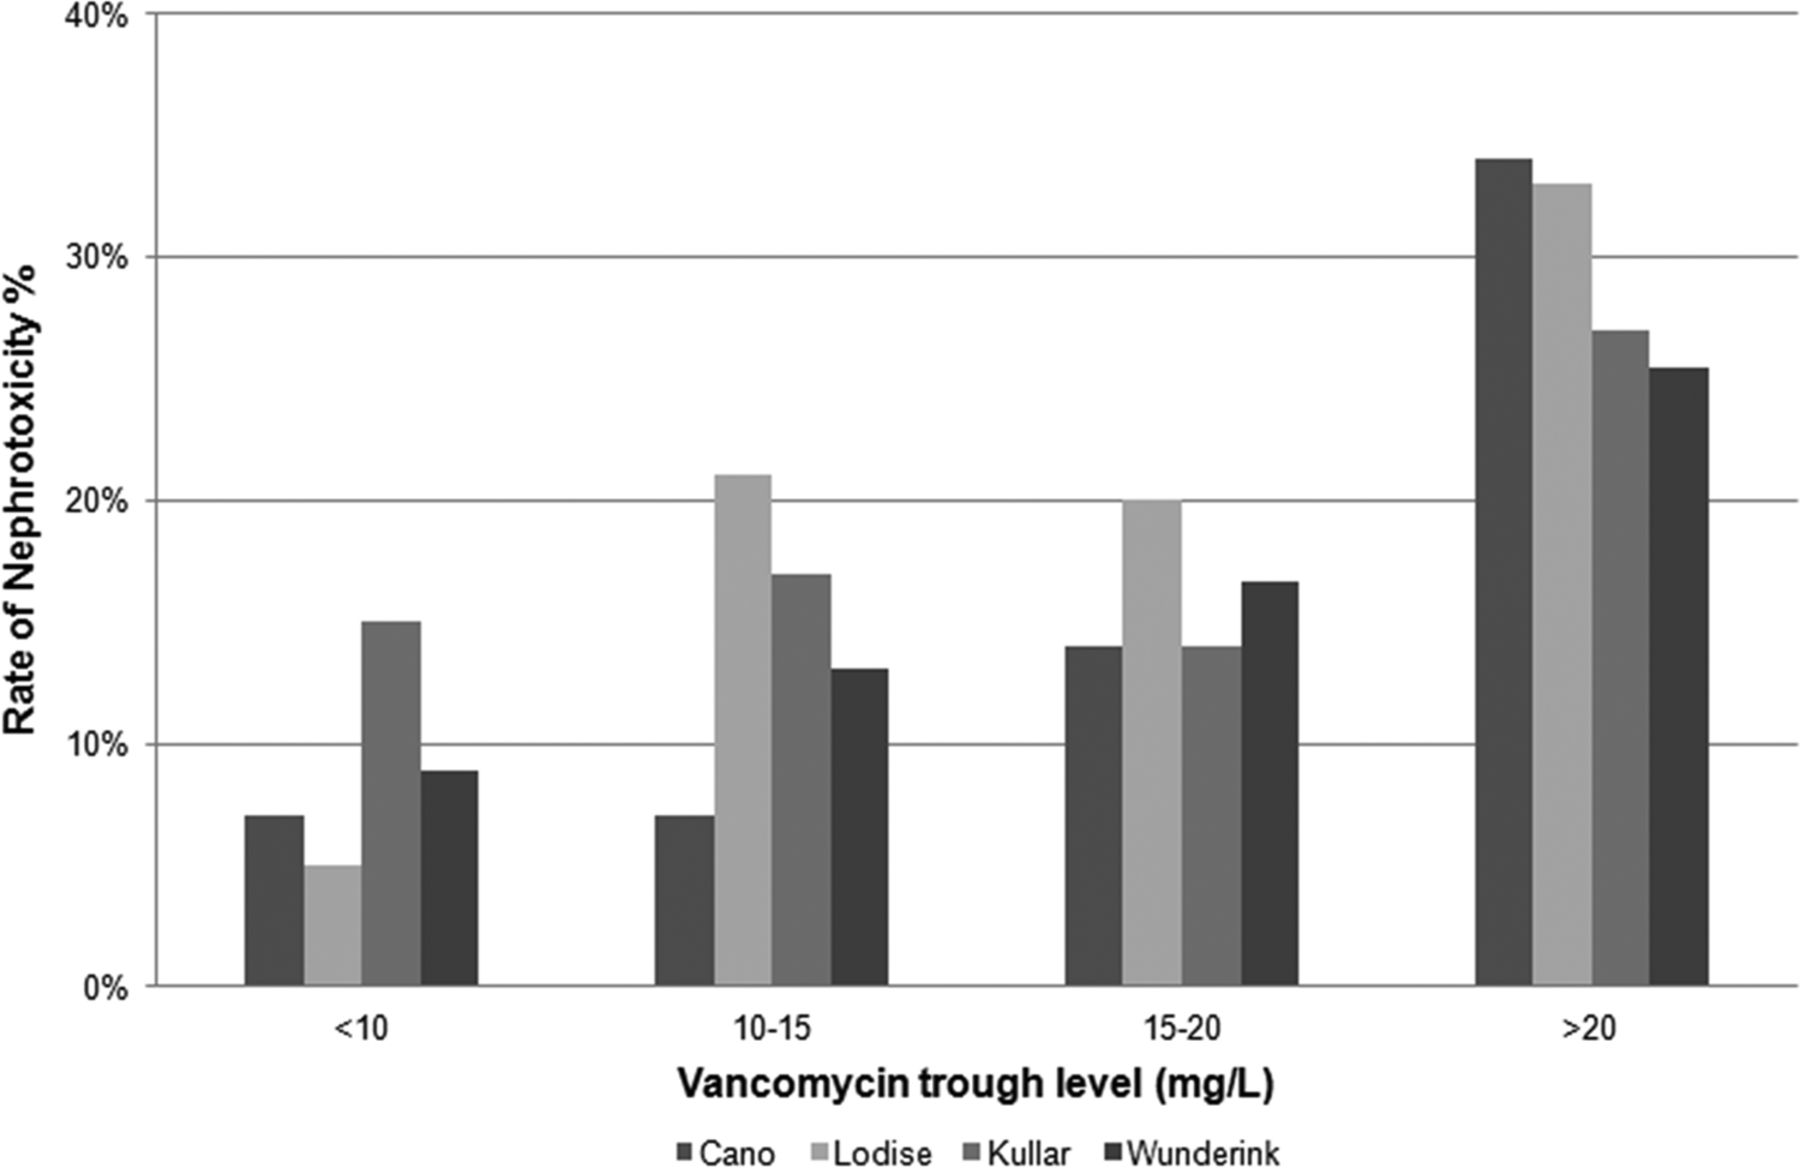 40%
30%
20%
10%
0%
Rate of Nephrotoxicity %
<10 10-15 15-20 >20
Vancomycin trough level (mg/L)
Cano Lodise Kullar Wunderink